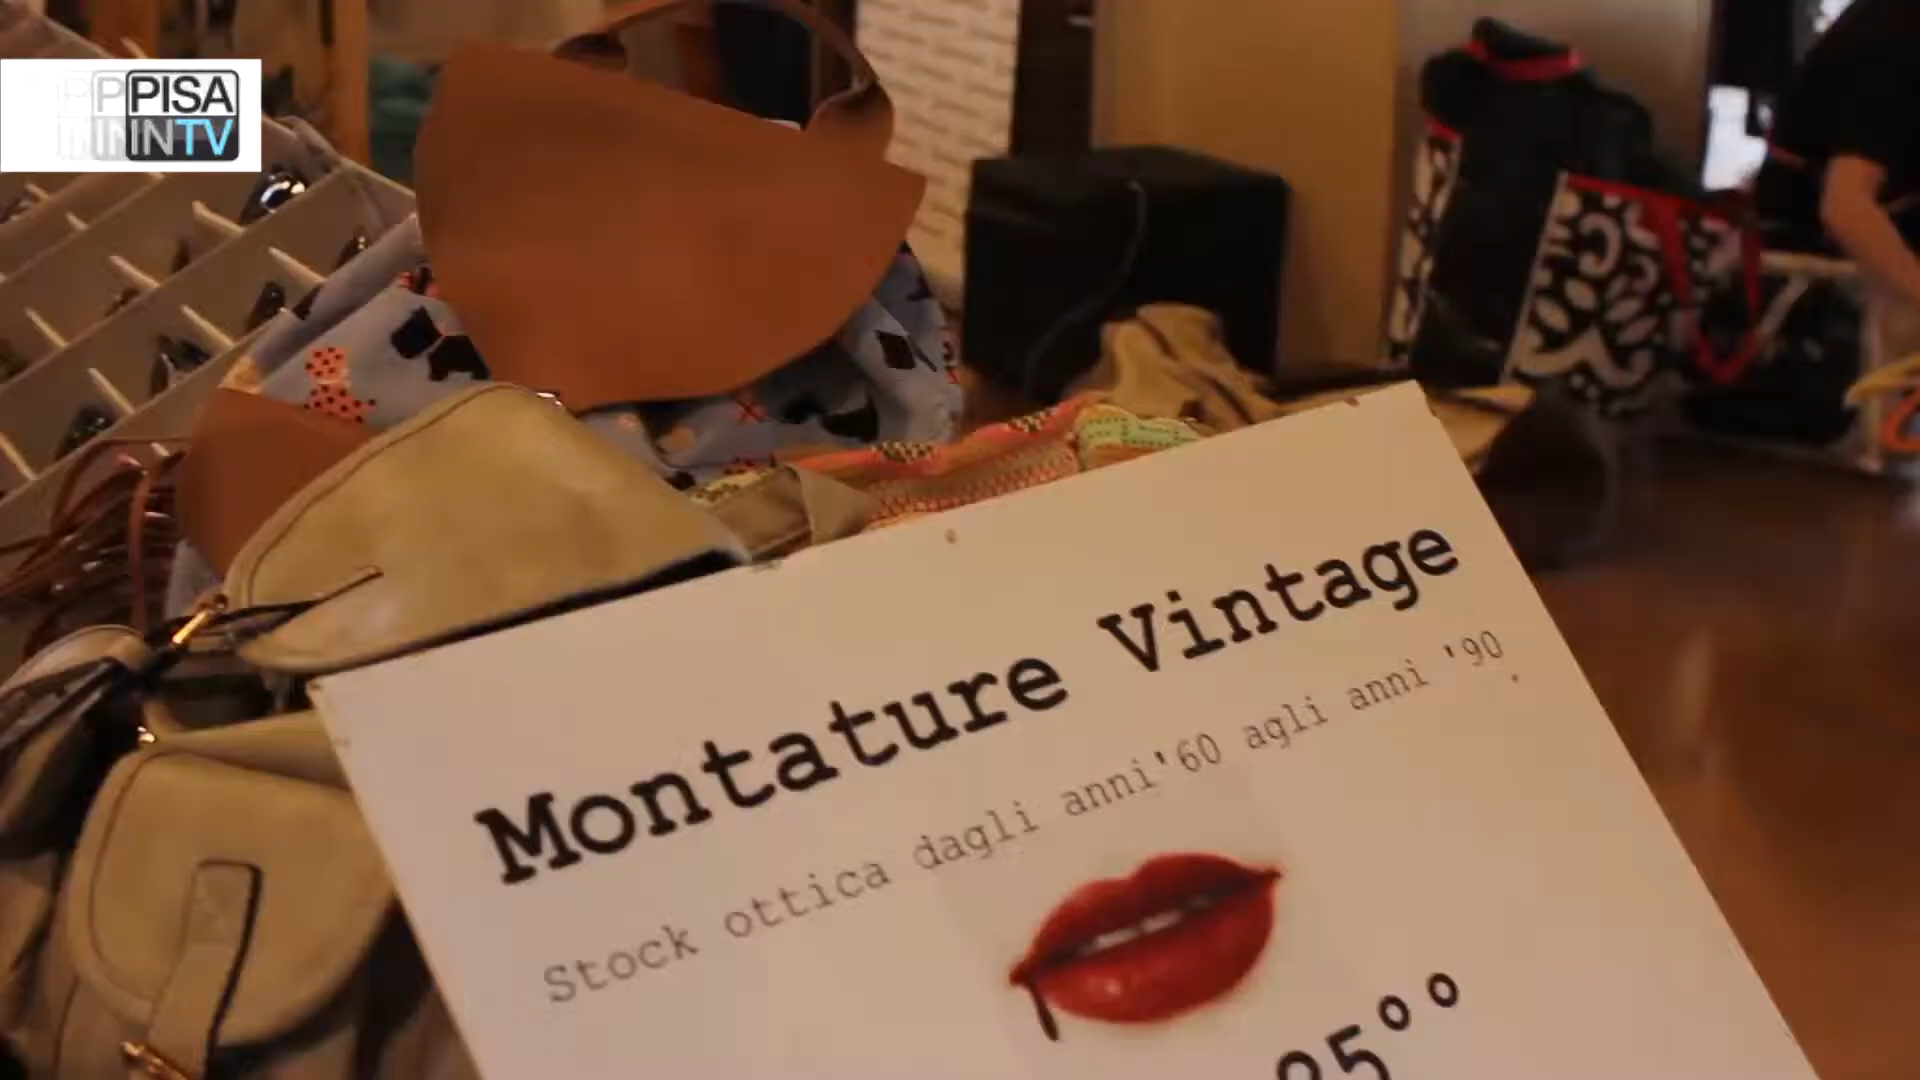 PISA
INTV
Montature Vintage
Stock ottica dagli anni'60 agli anni '90